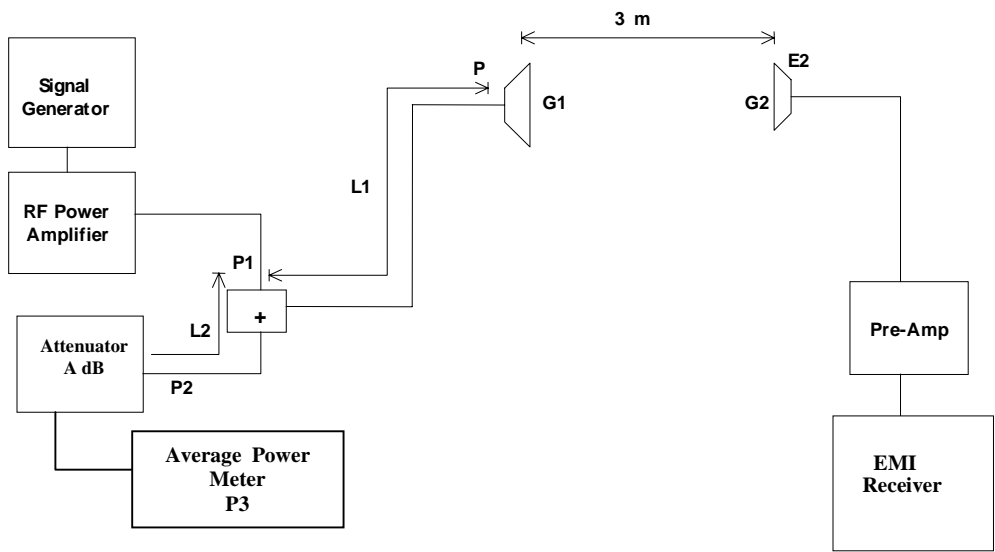 3 m
P
E2
Signal
Generator
G1
G2
L1
RF Power
Amplifier
P1
+
L2
Pre-Amp
Attenuator
A dB
P2
Average Power
Meter
P3
EMI
Receiver